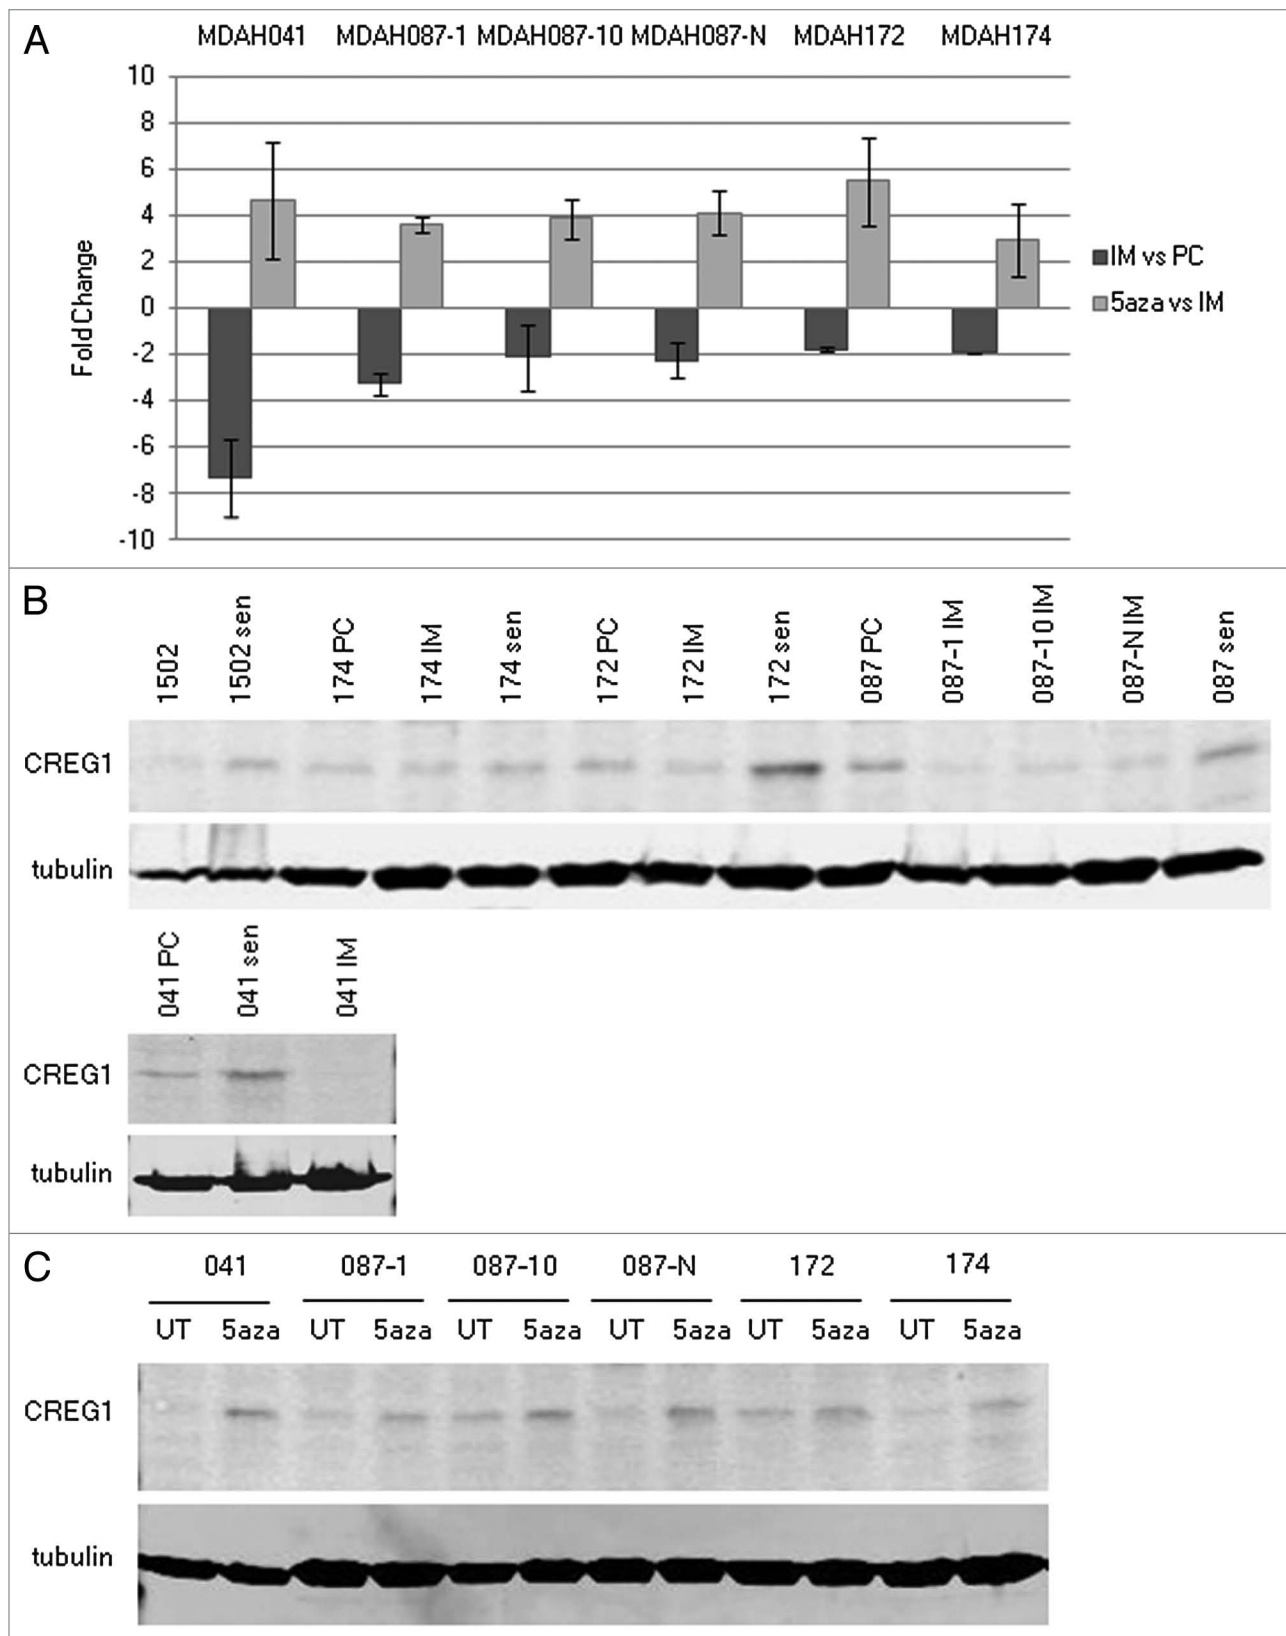 A
MDAH041 MDAH087-1 MDAH087-10 MDAH087-N MDAH172 MDAH174
10
8
6
4
2
0
-2
-4
-6
-8
-10
Fold Change
IM vs PC
5aza vs IM
B
1502 1502 sen 174 PC 174 IM 174 sen 172 PC 172 IM 172 sen 087 PC 087-1 IM 087-10 IM 087-N IM 087 sen
CREG1
tubulin
041 PC 041 sen 041 IM
CREG1
tubulin
C
041 087-1 087-10 087-N 172 174
UT 5aza UT 5aza UT 5aza UT 5aza UT 5aza UT 5aza
CREG1
tubulin